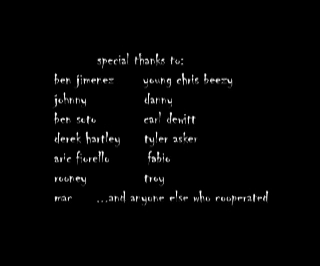 special thanks to:
ben jimenez young chris beezy
johnny danny
ben soto carl dewitt
derek hartley tyler asker
aric fiorello fabio
rooney troy
mar ...and anyone else who cooperated